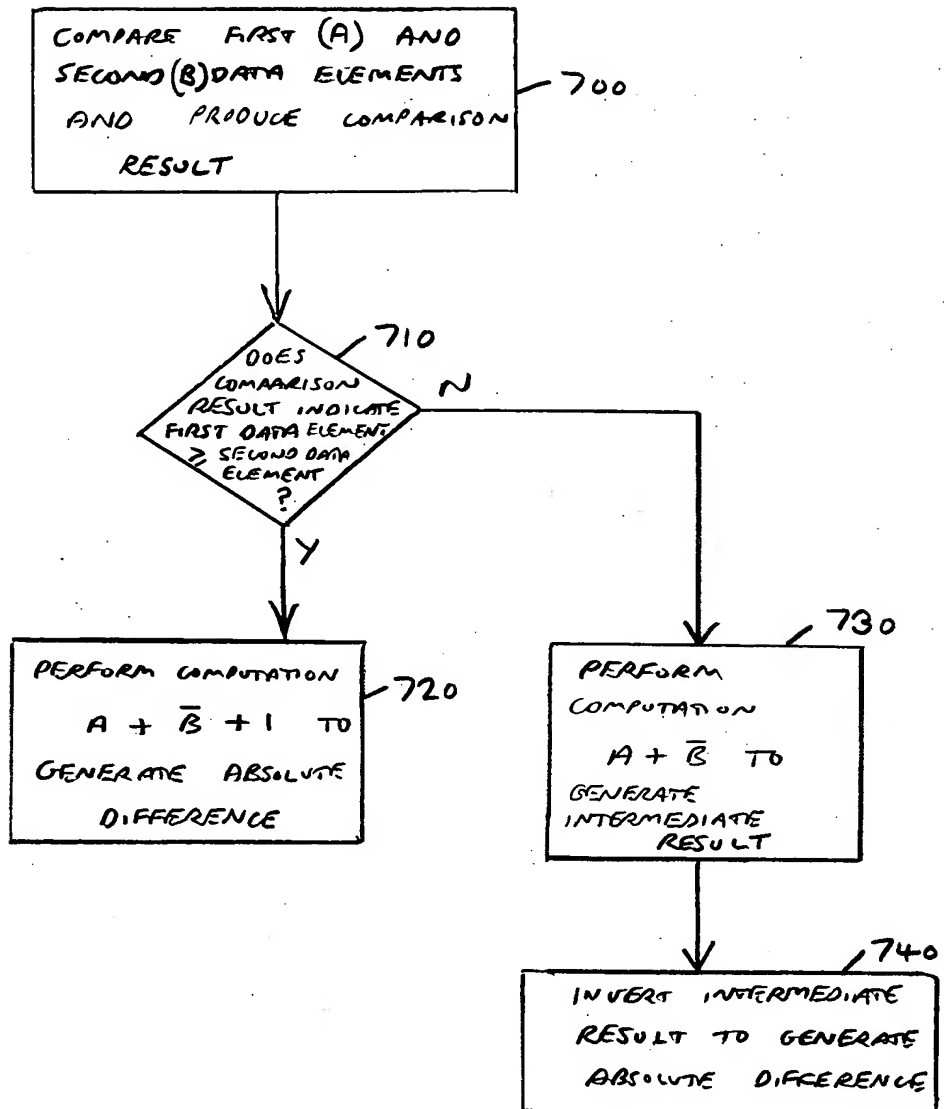 COMPARE FIRST (A) AND
SECOND (B) DATA ELEMENTS
AND PRODUCE COMPARISON
RESULT
700
710
DOES
COMPARISON
RESULT INDICATE
FIRST DATA ELEMENT
≥ SECOND DATA
ELEMENT
?
N
Y
PERFORM COMPUTATION
A + B̅ + 1 TO
GENERATE ABSOLUTE
DIFFERENCE
720
730
PERFORM
COMPUTATION
A + B̅ TO
GENERATE
INTERMEDIATE
RESULT
740
INVERT INTERMEDIATE
RESULT TO GENERATE
ABSOLUTE DIFFERENCE